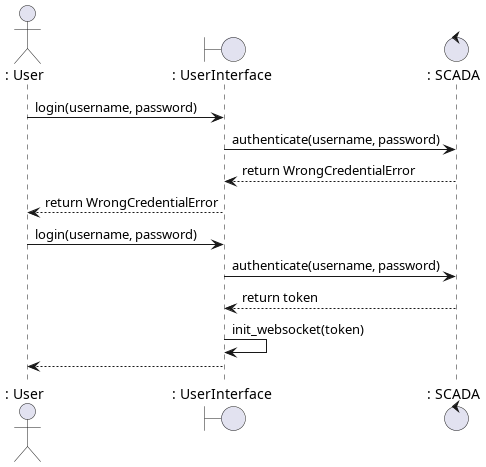 : User
: UserInterface
: SCADA
login(username, password)
authenticate(username, password)
return WrongCredentialError
return WrongCredentialError
login(username, password)
authenticate(username, password)
return token
init_websocket(token)
: User
: UserInterface
: SCADA